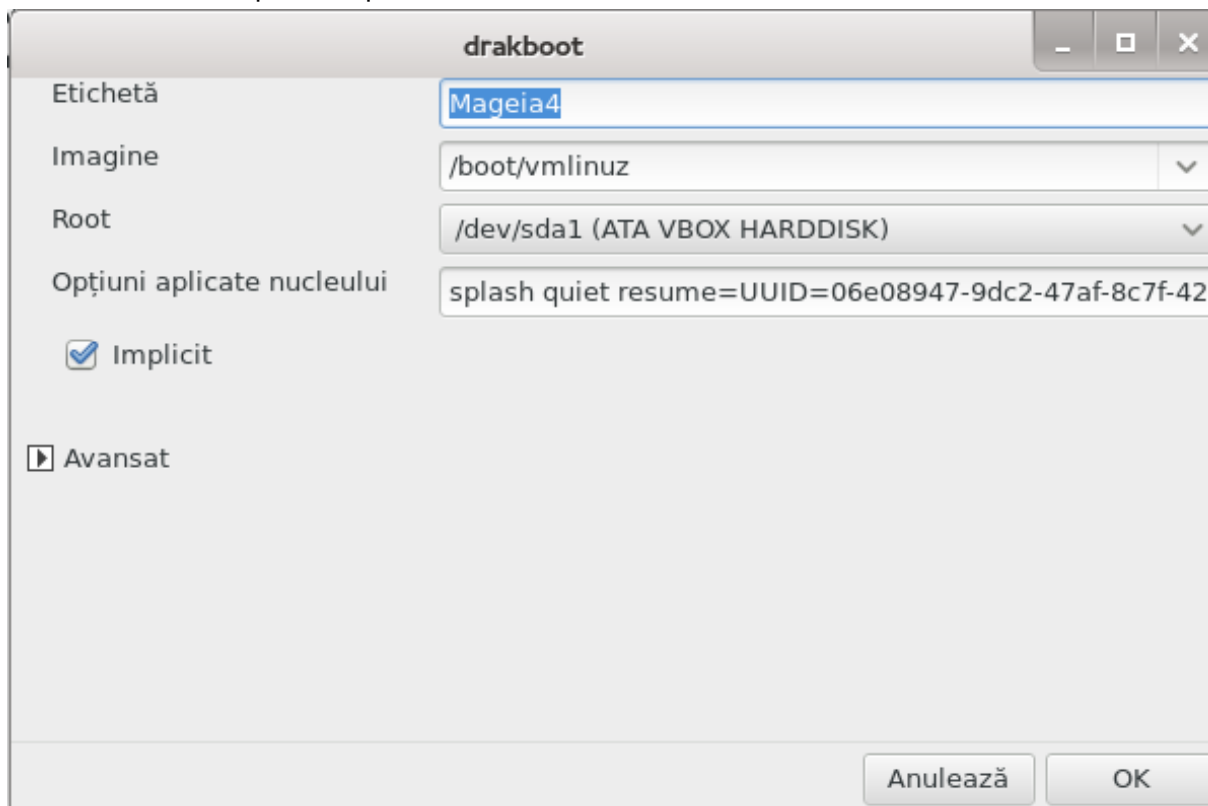 drakboot
Etichetă Mageia4
Imagine /boot/vmlinuz
Root /dev/sda1 (ATA VBOX HARDDISK)
Opțiuni aplicate nucleului splash quiet resume=UUID=06e08947-9dc2-47af-8c7f-42
Implicit
Avansat
Anulează OK